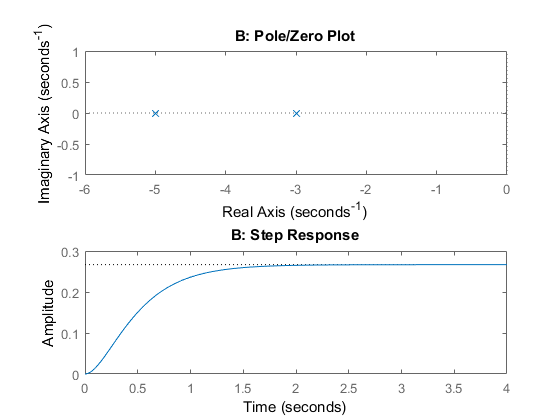 B: Pole/Zero Plot
Imaginary Axis (seconds-1)
1
0.5
0
-0.5
-1
-6 -5 -4 -3 -2 -1 0
Real Axis (seconds-1)
B: Step Response
Amplitude
0.3
0.2
0.1
0
0 0.5 1 1.5 2 2.5 3 3.5 4
Time (seconds)